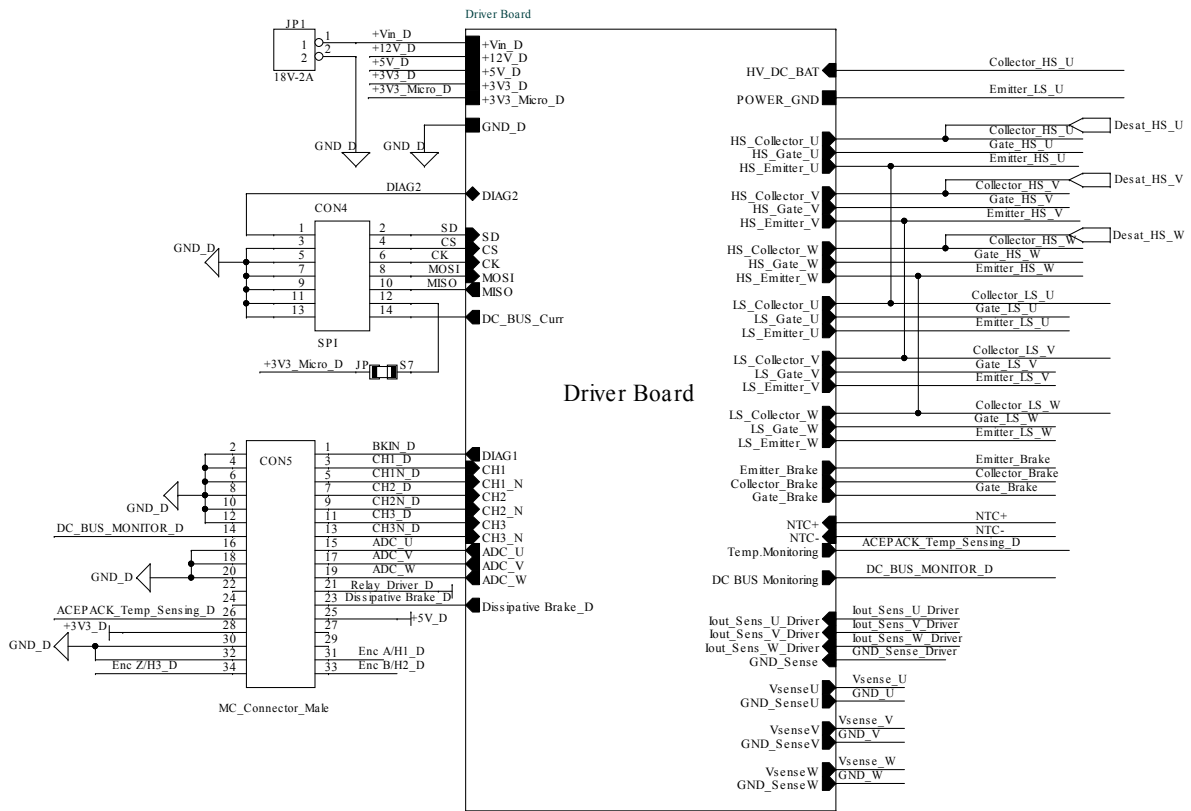 Driver Board
JP1
1
2
1
2
18V-2A
+Vin_D
+12V_D
+5V_D
+3V3_D
+3V3_Micro_D
+Vin_D
+12V_D
+5V_D
+3V3_D
+3V3_Micro_D
GND_D
GND_D
GND_D
DIAG2
DIAG2
CON4
GND_D
1 2 SD SD
3 4 CS CS
5 6 CK CK
7 8 MOSI MOSI
9 10 MISO MISO
11 12
13 14 DC_BUS_Curr
SPI
+3V3_Micro_D JP S7
Driver Board
CON5
2 1 BKIN_D DIAG1
4 3 CH1_D CH1
6 5 CH1N_D CH1_N
8 7 CH2_D CH2
GND_D
10 9 CH2N_D CH2_N
12 11 CH3_D CH3
DC_BUS_MONITOR_D 14 13 CH3N_D CH3_N
16 15 ADC_U ADC_U
18 17 ADC_V ADC_V
GND_D 20 19 ADC_W ADC_W
22 21 Relay_Driver_D
24 23 Dissipative Brake_D Dissipative Brake_D
ACEPACK_Temp_Sensing_D 26 25 +5V_D
+3V3_D 28 27
GND_D 30 29
32 31 Enc A/H1_D
Enc Z/H3_D 34 33 Enc B/H2_D
MC_Connector_Male
HV_DC_BAT Collector_HS_U
POWER_GND Emitter_LS_U
Desat_HS_U
HS_Collector_U Collector_HS_U
HS_Gate_U Gate_HS_U
HS_Emitter_U Emitter_HS_U
Desat_HS_V
HS_Collector_V Collector_HS_V
HS_Gate_V Gate_HS_V
HS_Emitter_V Emitter_HS_V
Desat_HS_W
HS_Collector_W Collector_HS_W
HS_Gate_W Gate_HS_W
HS_Emitter_W Emitter_HS_W
LS_Collector_U Collector_LS_U
LS_Gate_U Gate_LS_U
LS_Emitter_U Emitter_LS_U
LS_Collector_V Collector_LS_V
LS_Gate_V Gate_LS_V
LS_Emitter_V Emitter_LS_V
LS_Collector_W Collector_LS_W
LS_Gate_W Gate_LS_W
LS_Emitter_W Emitter_LS_W
Emitter_Brake Emitter_Brake
Collector_Brake Collector_Brake
Gate_Brake Gate_Brake
NTC+ NTC+
NTC- NTC-
Temp.Monitoring ACEPACK_Temp_Sensing_D
DC BUS Monitoring DC_BUS_MONITOR_D
Iout_Sens_U_Driver Iout_Sens_U_Driver
Iout_Sens_V_Driver Iout_Sens_V_Driver
Iout_Sens_W_Driver Iout_Sens_W_Driver
GND_Sense GND_Sense_Driver
VsenseU Vsense_U
GND_SenseU GND_U
VsenseV Vsense_V
GND_SenseV GND_V
VsenseW Vsense_W
GND_SenseW GND_W